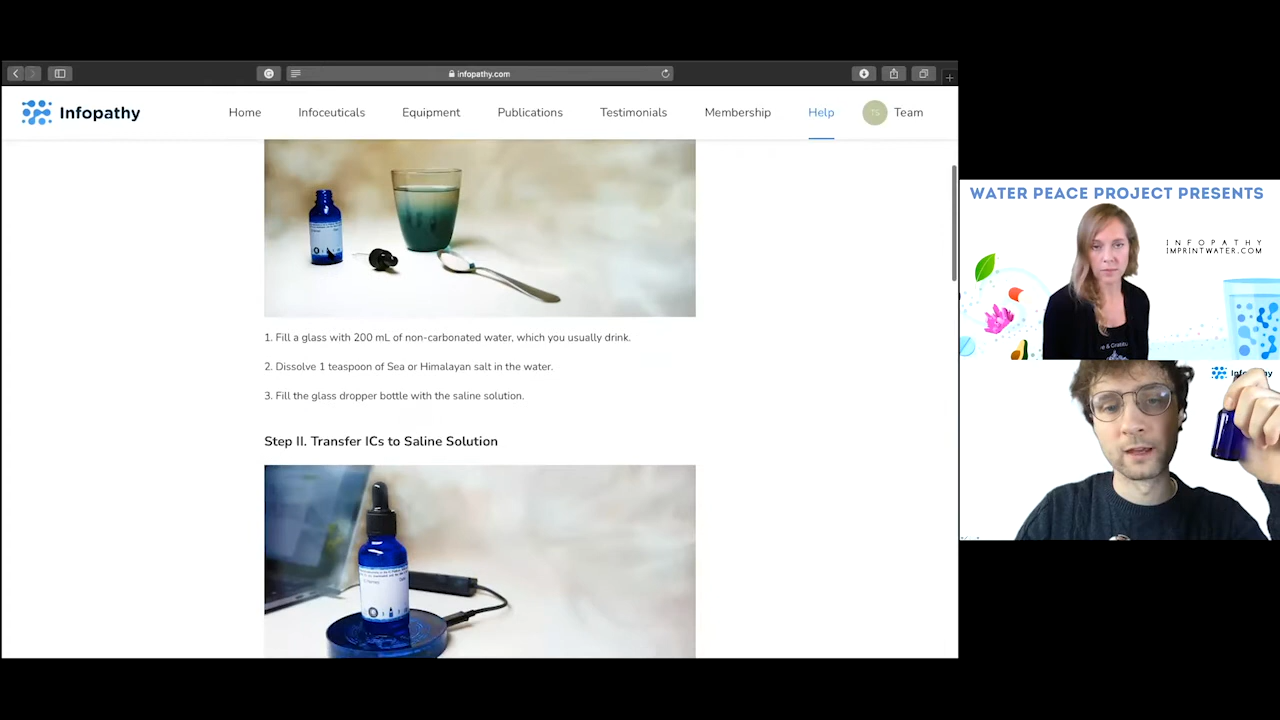 infopathy.com
Infopathy
Home
Infoceuticals
Equipment
Publications
Testimonials
Membership
Help
TS
Team
1. Fill a glass with 200 mL of non-carbonated water, which you usually drink.
2. Dissolve 1 teaspoon of Sea or Himalayan salt in the water.
3. Fill the glass dropper bottle with the saline solution.
Step II. Transfer ICs to Saline Solution
WATER PEACE PROJECT PRESENTS
INFOPATHY
IMPRINTWATER.COM